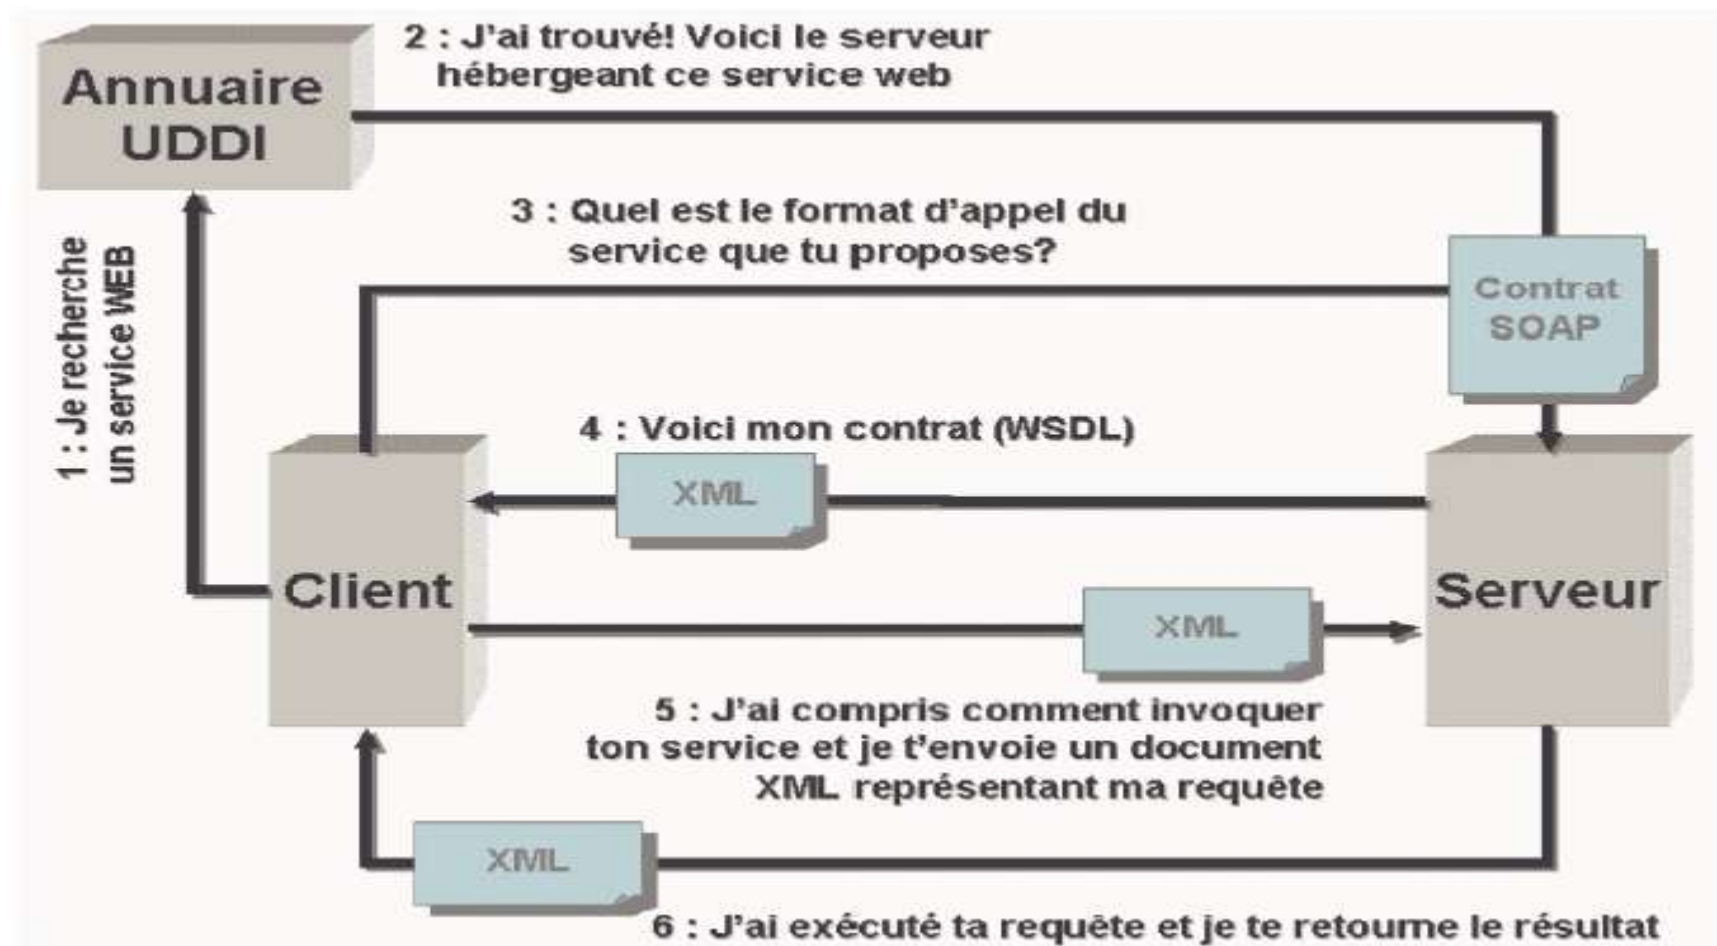 2 : J'ai trouvé! Voici le serveur
hébergeant ce service web
Annuaire
UDDI
3 : Quel est le format d'appel du
service que tu proposes?
1 : Je recherche
un service WEB
Contrat
SOAP
4 : Voici mon contrat (WSDL)
XML
Client
Serveur
XML
5 : J'ai compris comment invoquer
ton service et je t'envoie un document
XML représentant ma requête
XML
6 : J'ai exécuté ta requête et je te retourne le résultat